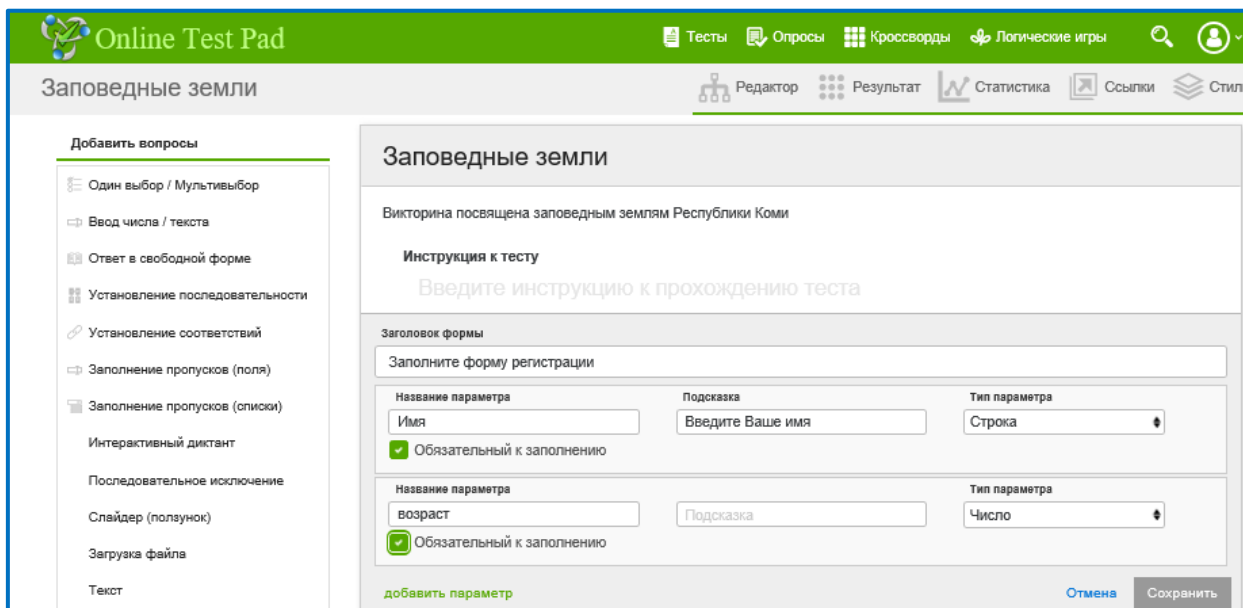 Online Test Pad
Тесты Опросы Кроссворды Логические игры
Заповедные земли
Редактор Результат Статистика Ссылки Стил
Добавить вопросы
Один выбор / Мультивыбор
Ввод числа / текста
Ответ в свободной форме
Установление последовательности
Установление соответствий
Заполнение пропусков (поля)
Заполнение пропусков (списки)
Интерактивный диктант
Последовательное исключение
Слайдер (ползунок)
Загрузка файла
Текст
Заповедные земли
Викторина посвящена заповедным землям Республики Коми
Инструкция к тесту
Введите инструкцию к прохождению теста
Заголовок формы
Заполните форму регистрации
Название параметра Подсказка Тип параметра
Имя Введите Ваше имя Строка
Обязательный к заполнению
Название параметра Тип параметра
возраст Подсказка Число
Обязательный к заполнению
добавить параметр Отмена Сохранить